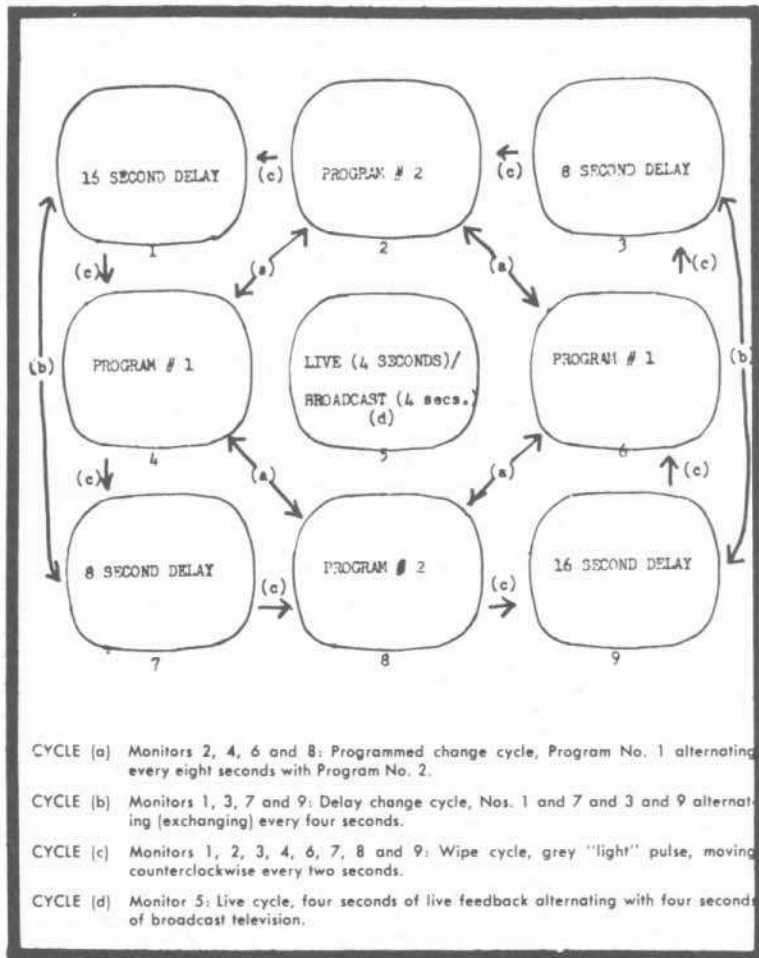 15 SECOND DELAY
1
(c)
PROGRAM # 2
2
(c)
8 SECOND DELAY
3
(c)
(a)
(a)
(c)
(b)
PROGRAM # 1
4
LIVE (4 SECONDS)/
BROADCAST (4 secs.)
(d)
5
PROGRAM # 1
6
(b)
(c)
(a)
(a)
(c)
8 SECOND DELAY
7
(c)
PROGRAM # 2
8
(c)
16 SECOND DELAY
9
CYCLE (a) Monitors 2, 4, 6 and 8: Programmed change cycle, Program No. 1 alternating
every eight seconds with Program No. 2.
CYCLE (b) Monitors 1, 3, 7 and 9: Delay change cycle, Nos. 1 and 7 and 3 and 9 alternat-
ing (exchanging) every four seconds.
CYCLE (c) Monitors 1, 2, 3, 4, 6, 7, 8 and 9: Wipe cycle, grey "light" pulse, moving
counterclockwise every two seconds.
CYCLE (d) Monitor 5: Live cycle, four seconds of live feedback alternating with four seconds
of broadcast television.